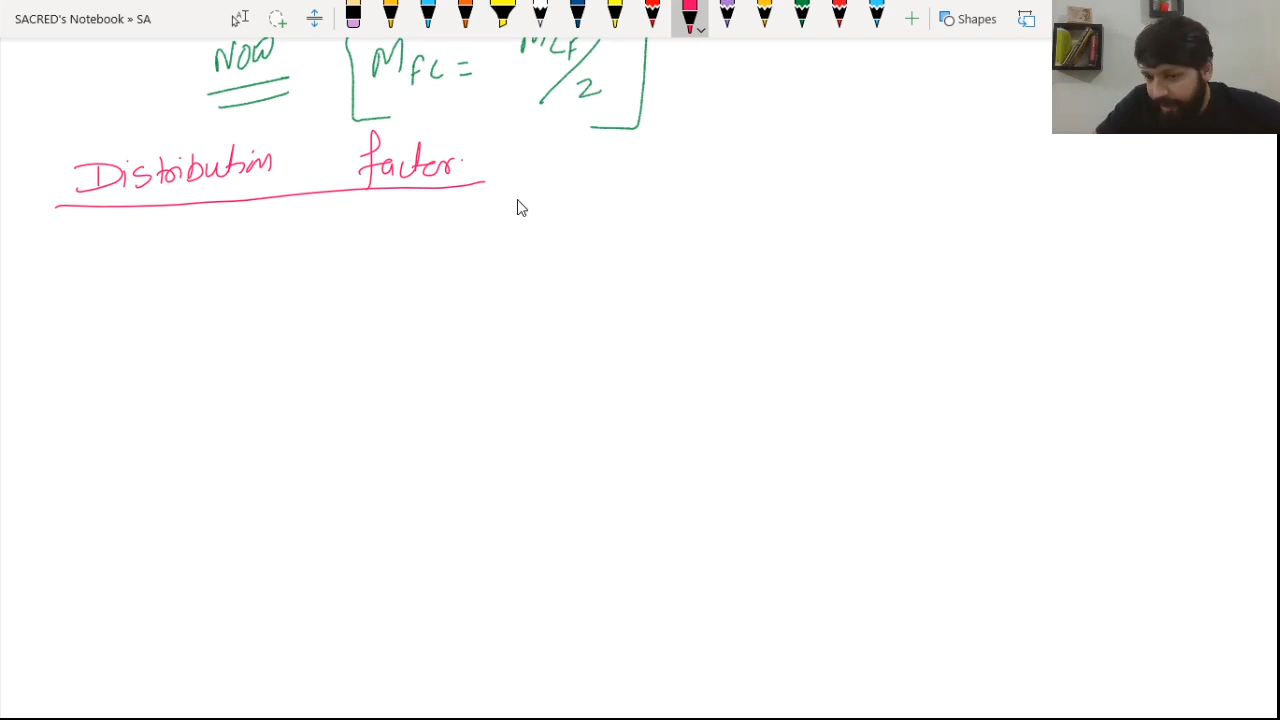 SACRED's Notebook » SA
Shapes
NOW M_FC = M_CF/2
Distribution factor.